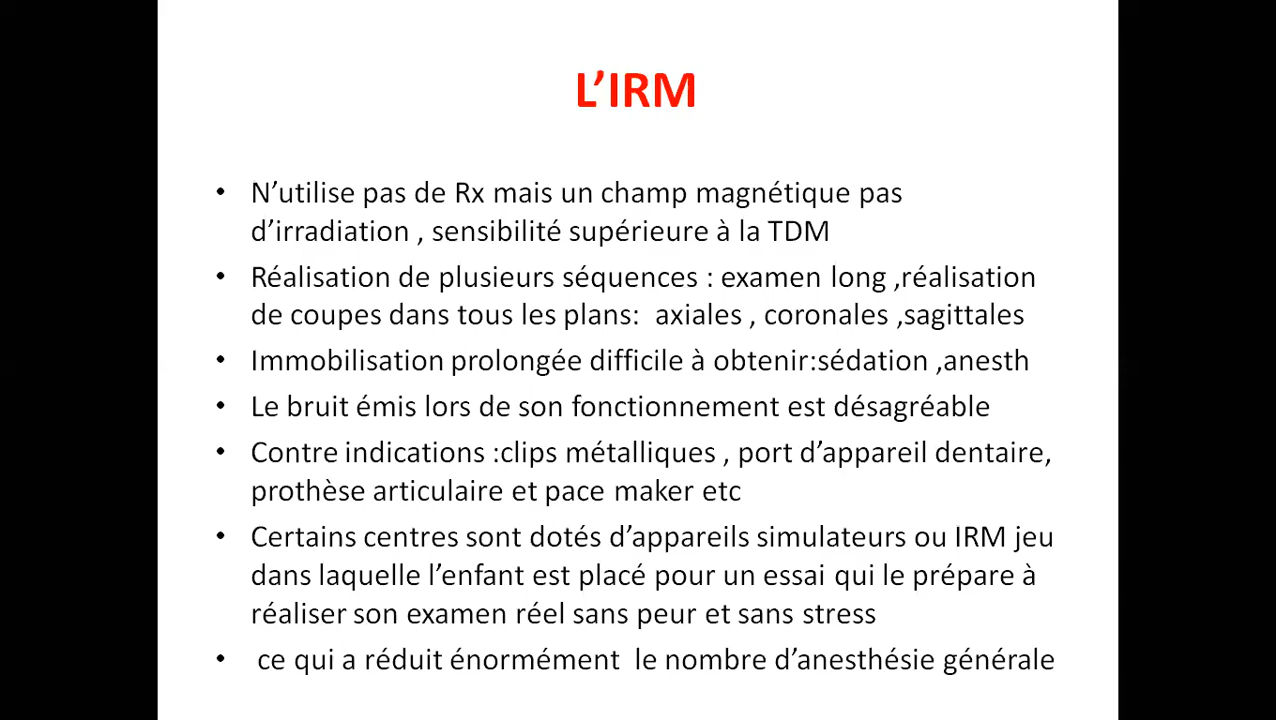 L’IRM
• N’utilise pas de Rx mais un champ magnétique pas
d’irradiation , sensibilité supérieure à la TDM
• Réalisation de plusieurs séquences : examen long ,réalisation
de coupes dans tous les plans:  axiales , coronales ,sagittales
• Immobilisation prolongée difficile à obtenir:sédation ,anesth
• Le bruit émis lors de son fonctionnement est désagréable
• Contre indications :clips métalliques , port d’appareil dentaire,
prothèse articulaire et pace maker etc
• Certains centres sont dotés d’appareils simulateurs ou IRM jeu
dans laquelle l’enfant est placé pour un essai qui le prépare à
réaliser son examen réel sans peur et sans stress
• ce qui a réduit énormément  le nombre d’anesthésie générale